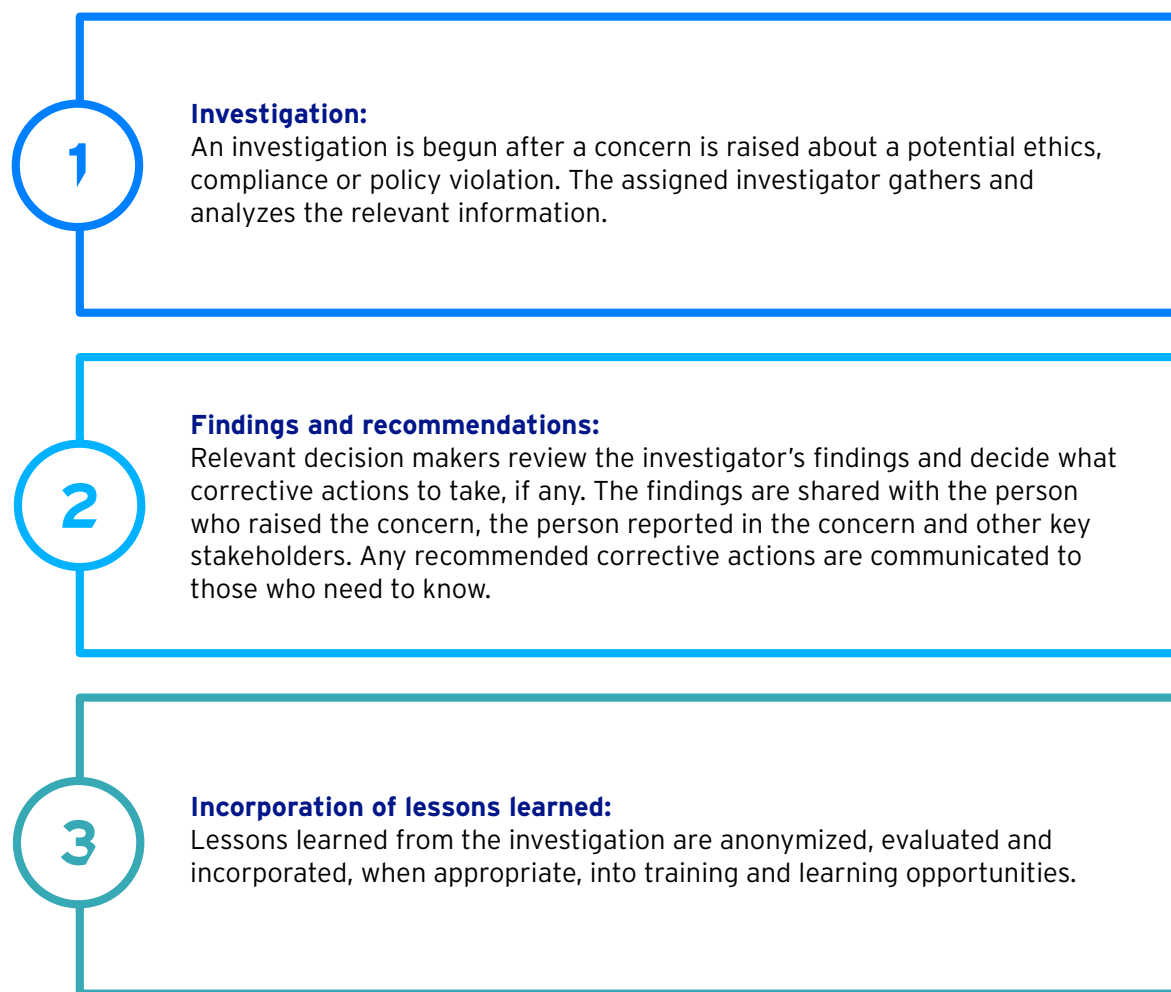 1
Investigation:
An investigation is begun after a concern is raised about a potential ethics,
compliance or policy violation. The assigned investigator gathers and
analyzes the relevant information.
2
Findings and recommendations:
Relevant decision makers review the investigator’s findings and decide what
corrective actions to take, if any. The findings are shared with the person
who raised the concern, the person reported in the concern and other key
stakeholders. Any recommended corrective actions are communicated to
those who need to know.
3
Incorporation of lessons learned:
Lessons learned from the investigation are anonymized, evaluated and
incorporated, when appropriate, into training and learning opportunities.